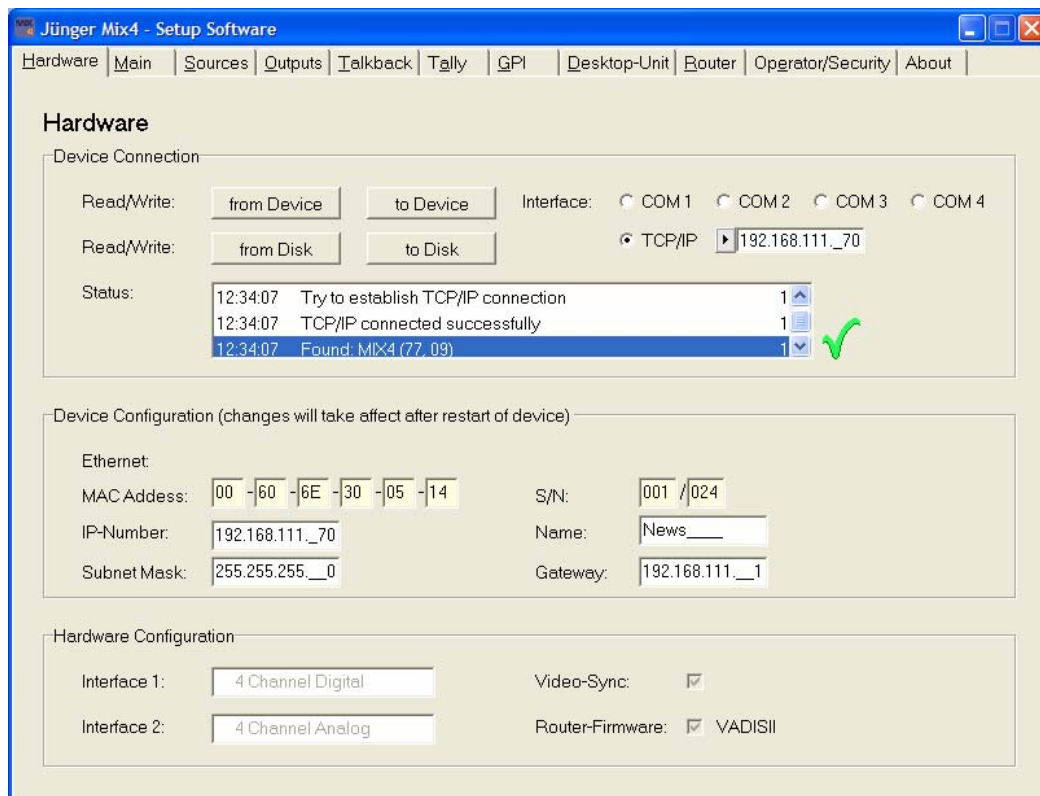 Jünger Mix4 - Setup Software
Hardware Main Sources Outputs Talkback Tally GPI Desktop-Unit Router Operator/Security About
Hardware
Device Connection
Read/Write: from Device to Device Interface: COM 1 COM 2 COM 3 COM 4
Read/Write: from Disk to Disk TCP/IP 192.168.111._70
Status:
12:34:07 Try to establish TCP/IP connection 1
12:34:07 TCP/IP connected successfully 1
12:34:07 Found: MIX4 (77, 09) 1
Device Configuration (changes will take affect after restart of device)
Ethernet:
MAC Addess: 00 -60 -6E -30 -05 -14 S/N: 001 /024
IP-Number: 192.168.111._70 Name: News____
Subnet Mask: 255.255.255.__0 Gateway: 192.168.111.__1
Hardware Configuration
Interface 1: 4 Channel Digital Video-Sync:
Interface 2: 4 Channel Analog Router-Firmware: VADISII